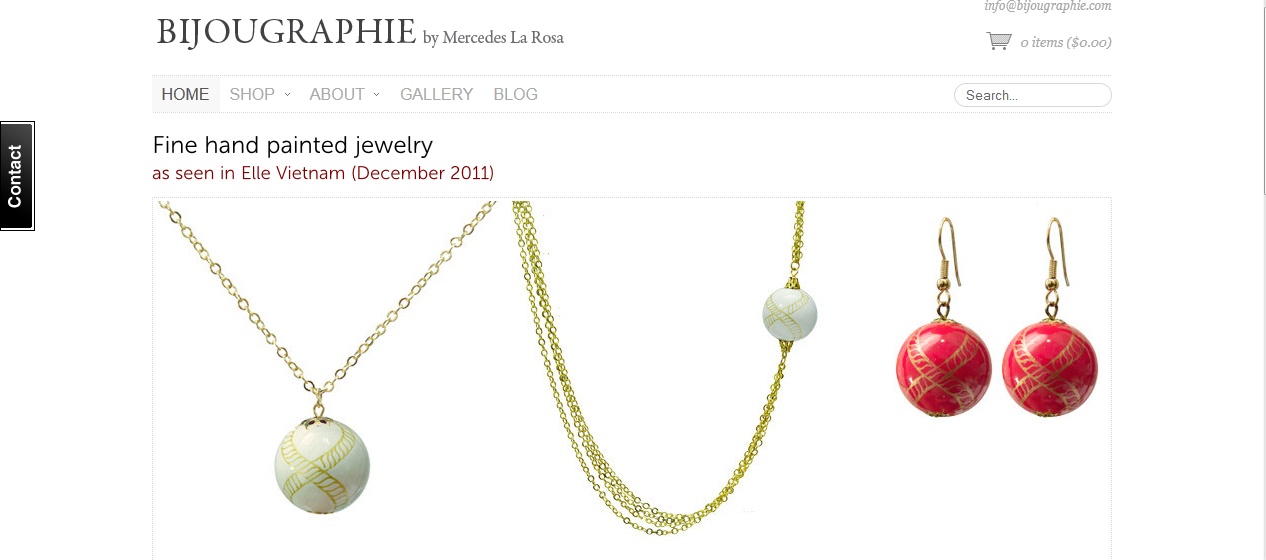 info@bijougraphie.com
BIJOUGRAPHIE by Mercedes La Rosa
0 items ($0.00)
HOME SHOP ABOUT GALLERY BLOG
Search...
Contact
Fine hand painted jewelry
as seen in Elle Vietnam (December 2011)